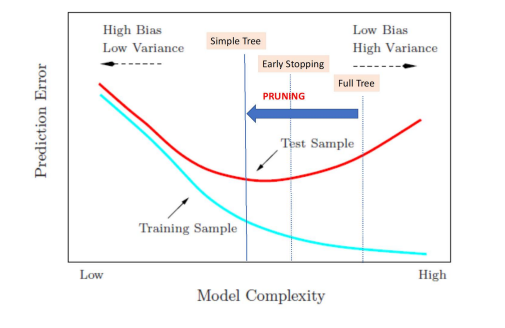 High Bias
Low Variance
Simple Tree
Low Bias
High Variance
Early Stopping
Full Tree
PRUNING
Prediction Error
Test Sample
Training Sample
Low
High
Model Complexity